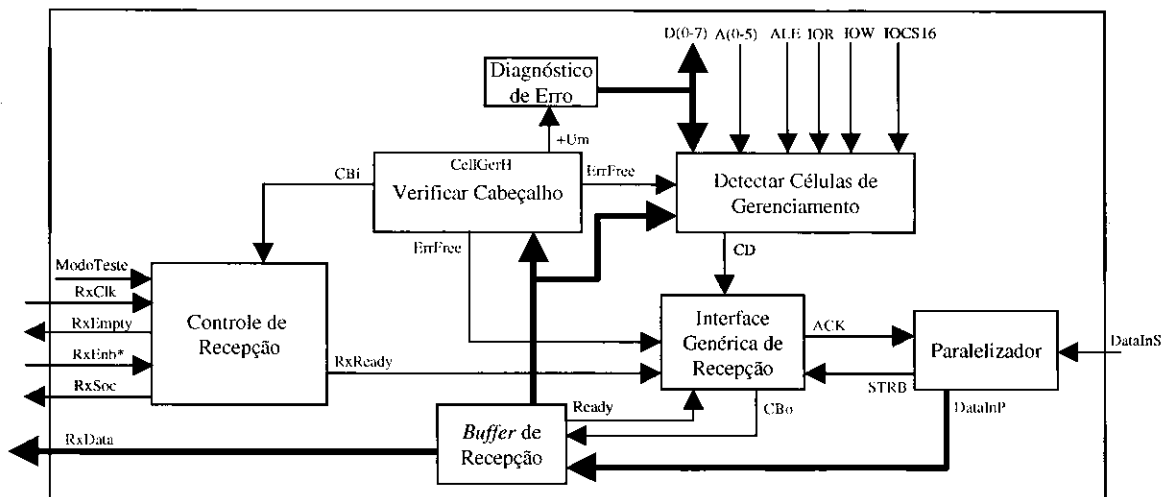 D(0-7) A(0-5) ALE IOR IOW IOCS16
Diagnóstico
de Erro
+Um
CellGerH
Verificar Cabeçalho
CBi
ErrFree
Detectar Células de
Gerenciamento
ErrFree
CD
ModoTeste
RxClk
RxEmpty
RxEnb*
RxSoc
Controle de
Recepção
RxReady
Interface
Genérica de
Recepção
ACK
STRB
Paralelizador
DataInS
DataInP
Ready
CBo
RxData
Buffer de
Recepção